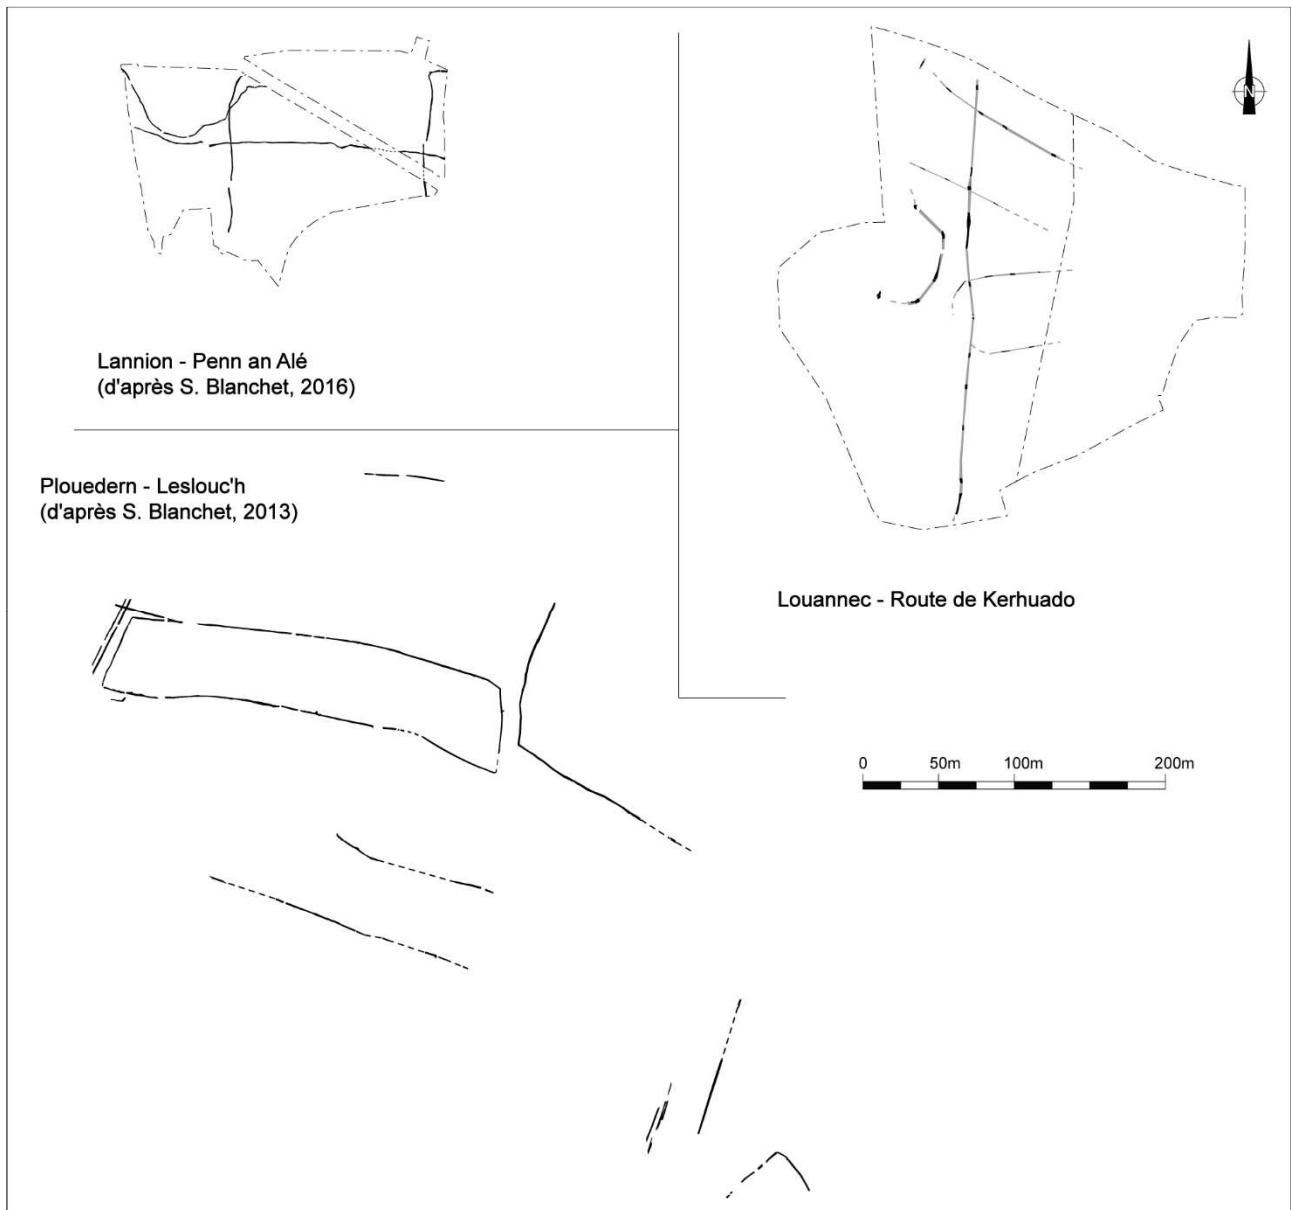 N
Lannion - Penn an Alé
(d'après S. Blanchet, 2016)
Plouedern - Leslouc'h
(d'après S. Blanchet, 2013)
Louannec - Route de Kerhuado
0 50m 100m 200m